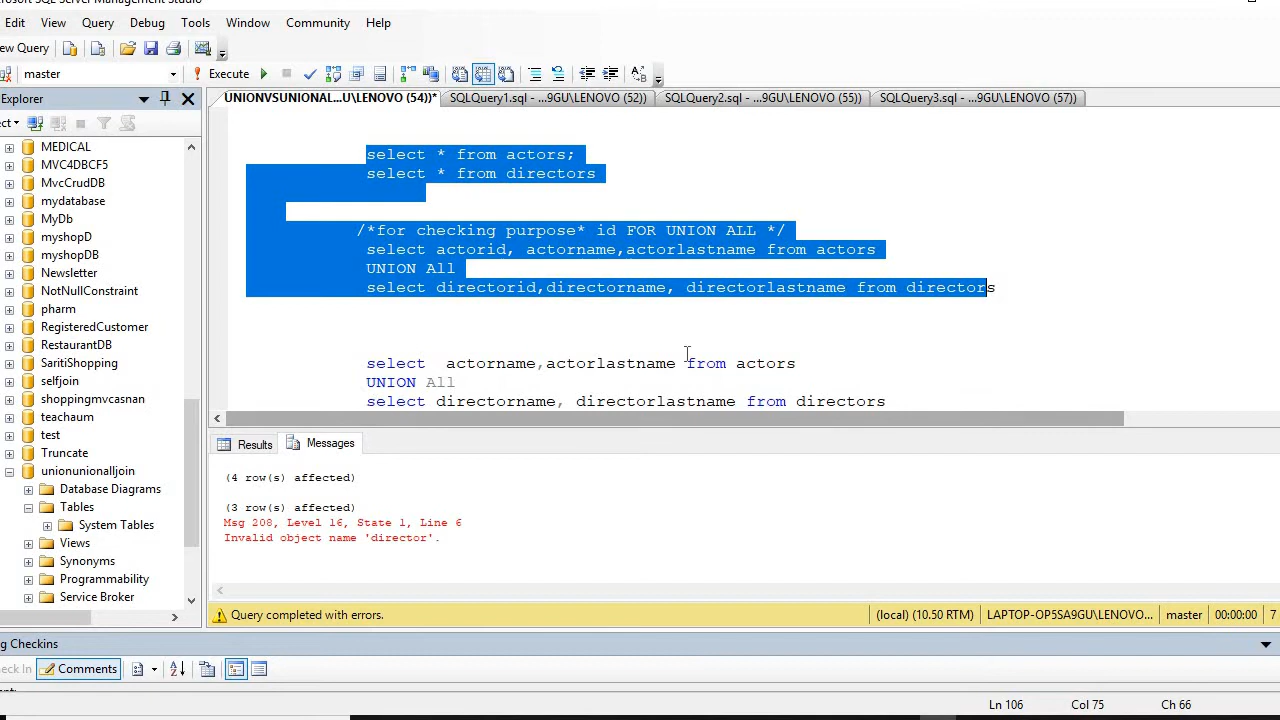 Edit View Query Debug Tools Window Community Help
ew Query
master Execute
Explorer
UNIONVSUNIONAL...U\LENOVO (54))* SQLQuery1.sql - ...9GU\LENOVO (52)) SQLQuery2.sql - ...9GU\LENOVO (55)) SQLQuery3.sql - ...9GU\LENOVO (57))
ect
MEDICAL
MVC4DBCF5
MvcCrudDB
mydatabase
MyDb
myshopD
myshopDB
Newsletter
NotNullConstraint
pharm
RegisteredCustomer
RestaurantDB
SaritiShopping
selfjoin
shoppingmvcasnan
teachaum
test
Truncate
unionunionalljoin
Database Diagrams
Tables
System Tables
Views
Synonyms
Programmability
Service Broker
select * from actors;
select * from directors
/*for checking purpose* id FOR UNION ALL */
select actorid, actorname,actorlastname from actors
UNION All
select directorid,directorname, directorlastname from directors
select  actorname,actorlastname from actors
UNION All
select directorname, directorlastname from directors
Results Messages
(4 row(s) affected)
(3 row(s) affected)
Msg 208, Level 16, State 1, Line 6
Invalid object name 'director'.
Query completed with errors. (local) (10.50 RTM) LAPTOP-OP5SA9GU\LENOVO... master 00:00:00 7
g Checkins
heck In Comments
Ln 106 Col 75 Ch 66